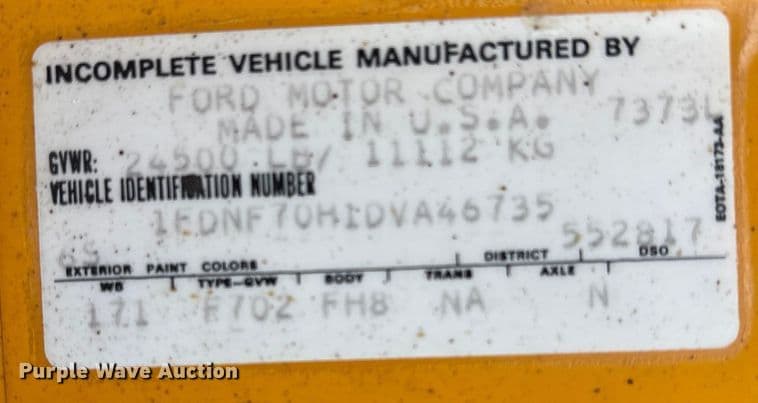 INCOMPLETE VEHICLE MANUFACTURED BY
FORD MOTOR COMPANY
MADE IN U.S.A. 7373L
GVWR: 24500 LB/ 11112 KG
VEHICLE IDENTIFICATION NUMBER
1FDNF70H1DVA46735
6S 552817
EXTERIOR PAINT COLORS DISTRICT DSO
WB TYPE-GVW BODY TRANS AXLE
171 F702 FH8 NA N
EOTA-18173-AA
Purple Wave Auction